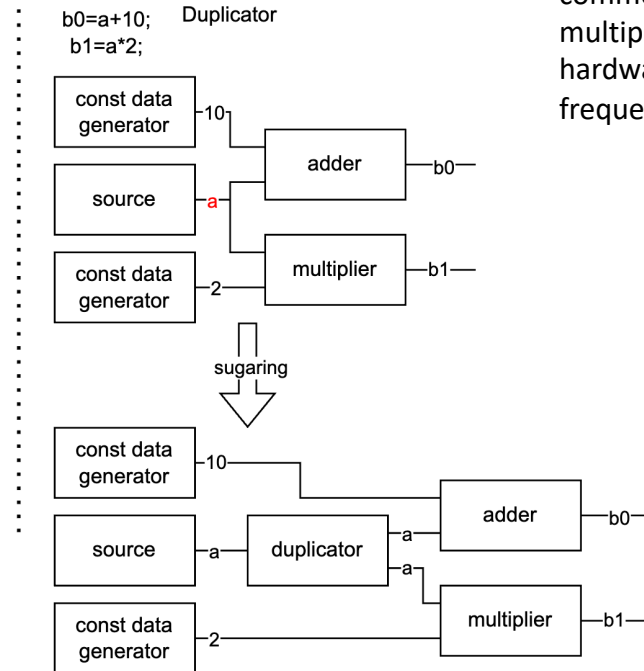 b0=a+10;
b1=a*2;
Duplicator
const data
generator
10
adder
b0
source
a
const data
generator
2
multiplier
b1
sugaring
const data
generator
10
adder
b0
source
a
duplicator
a
a
const data
generator
2
multiplier
b1